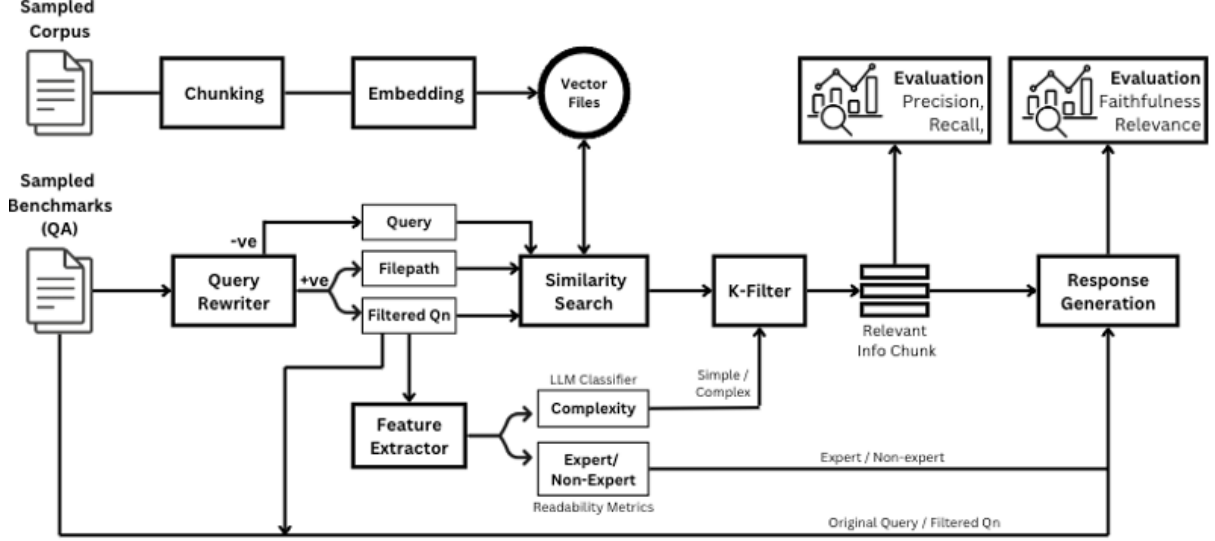 Sampled
Corpus
Chunking
Embedding
Vector
Files
Evaluation
Precision,
Recall,
Evaluation
Faithfulness
Relevance
Sampled
Benchmarks
(QA)
-ve
+ve
Query
Rewriter
Query
Filepath
Filtered Qn
Similarity
Search
K-Filter
Relevant
Info Chunk
Response
Generation
Feature
Extractor
LLM Classifier
Complexity
Simple /
Complex
Expert/
Non-Expert
Readability Metrics
Expert / Non-expert
Original Query / Filtered Qn